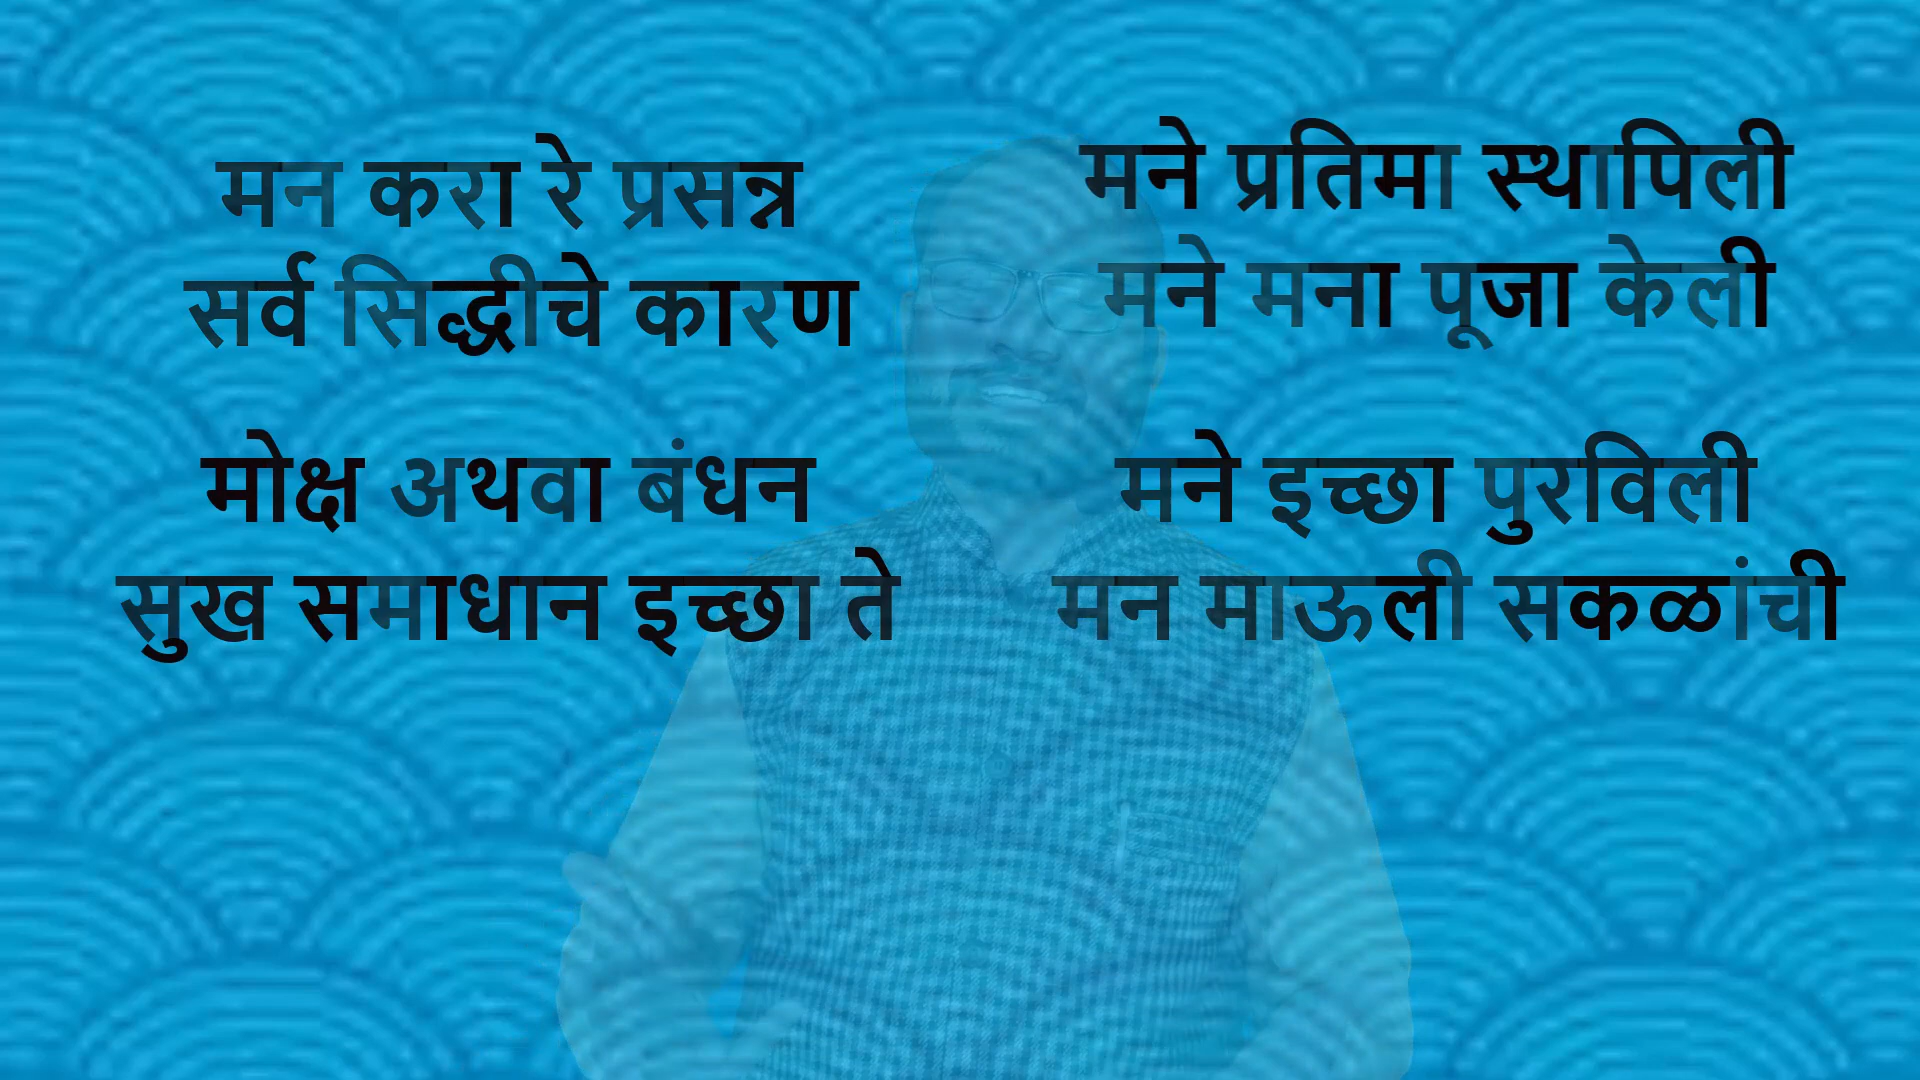 मन करा रे प्रसन्न
सर्व सिद्धीचे कारण
मोक्ष अथवा बंधन
सुख समाधान इच्छा ते
मने प्रतिमा स्थापिली
मने मना पूजा केली
मने इच्छा पुरविली
मन माऊली सकळांची